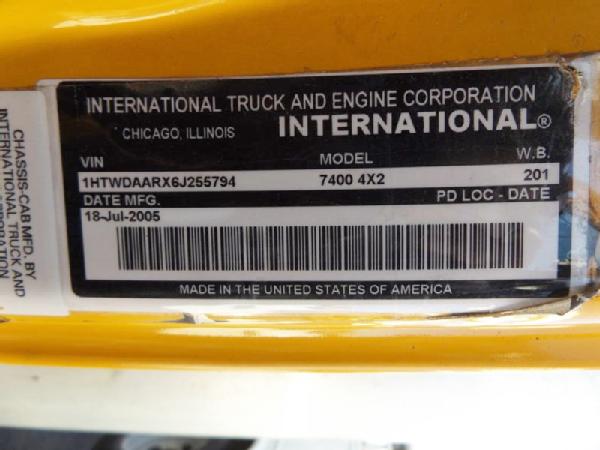 INTERNATIONAL TRUCK AND ENGINE CORPORATION
CHICAGO, ILLINOIS INTERNATIONAL®
VIN MODEL W.B.
1HTWDAARX6J255794 7400 4X2 201
DATE MFG. PD LOC - DATE
18-Jul-2005
MADE IN THE UNITED STATES OF AMERICA
CHASSIS-CAB MFD. BY
INTERNATIONAL TRUCK AND